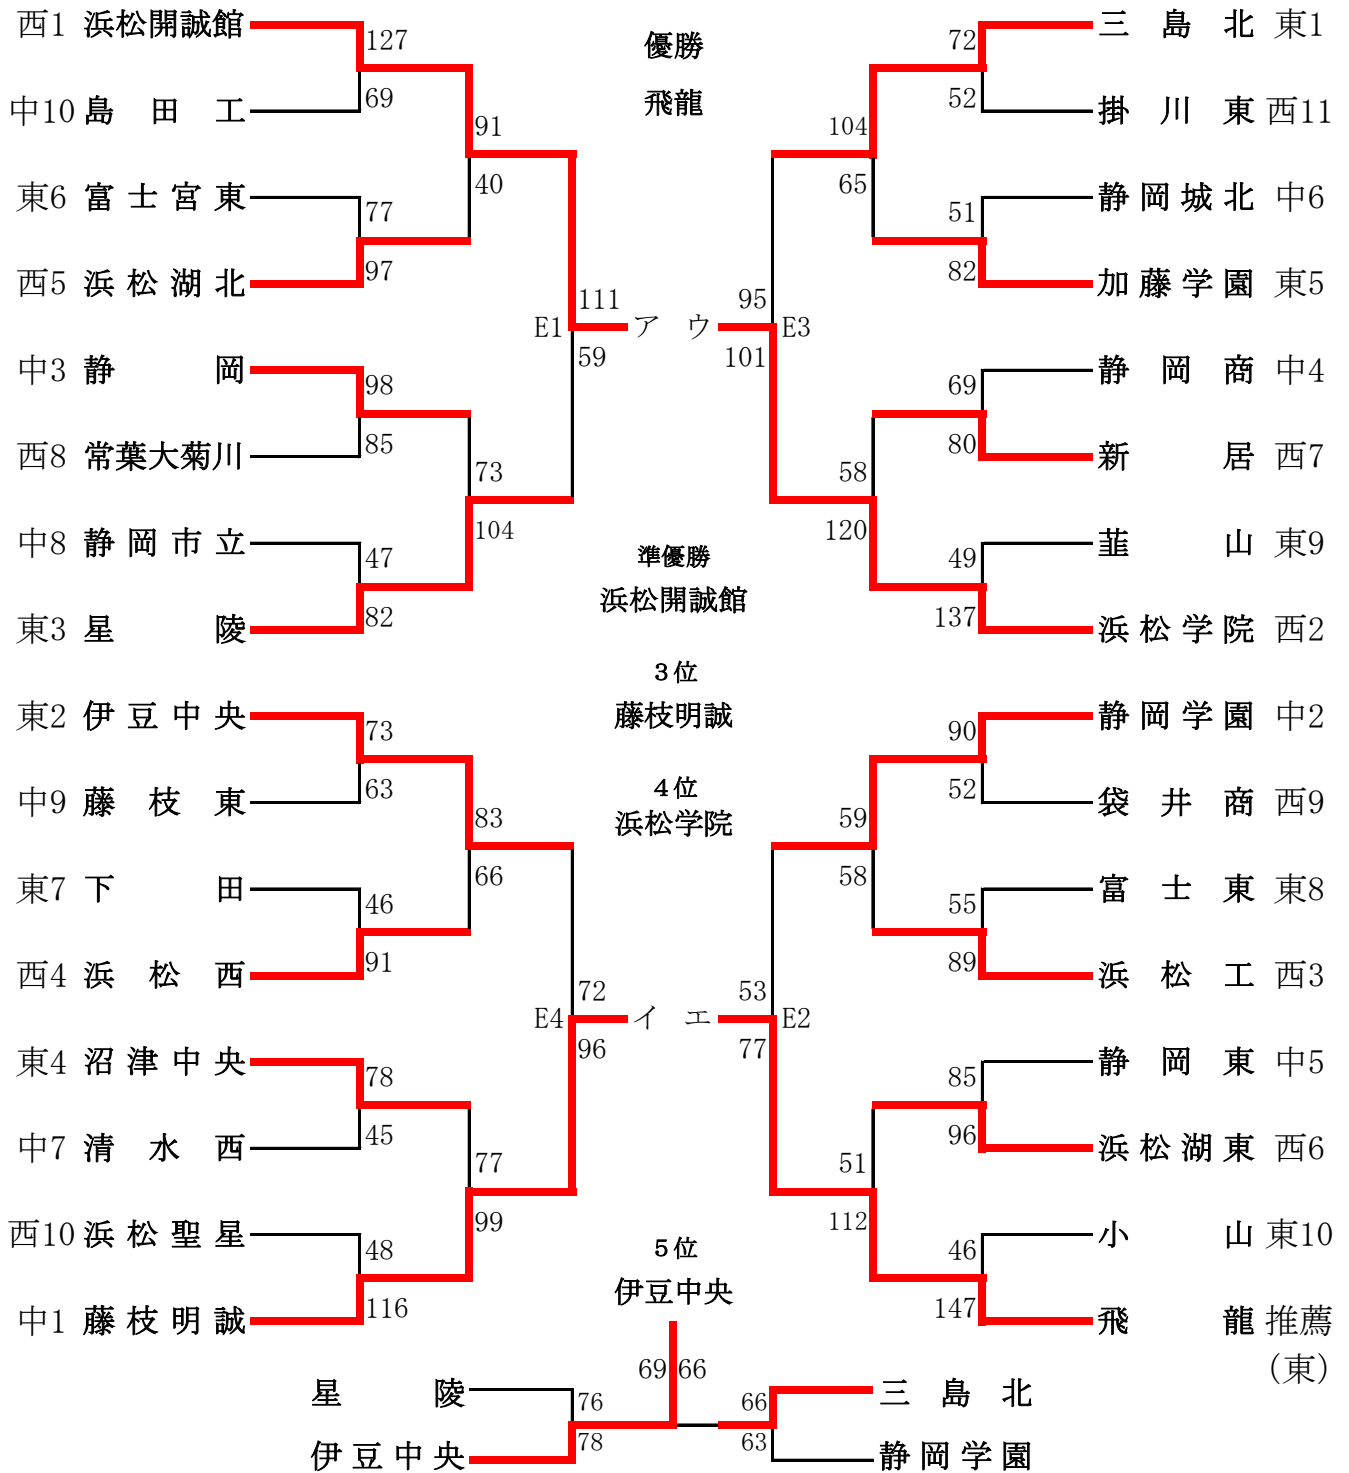 西1 浜松開誠館 127 優勝 72 三島北 東1
中10 島田工 69 飛龍 52 掛川東 西11
91 104
東6 富士宮東 77 40 65 51 静岡城北 中6
西5 浜松湖北 97 82 加藤学園 東5
111 95
E1 ア ウ E3
59 101
中3 静岡 98 69 静岡商 中4
西8 常葉大菊川 85 80 新居 西7
73 58
104 120
中8 静岡市立 47 準優勝 49 韮山 東9
東3 星陵 82 浜松開誠館 137 浜松学院 西2
3位
東2 伊豆中央 73 藤枝明誠 90 静岡学園 中2
中9 藤枝東 63 4位 52 袋井商 西9
83 浜松学院 59
66 58
東7 下田 46 55 富士東 東8
西4 浜松西 91 89 浜松工 西3
72 53
E4 イ エ E2
96 77
東4 沼津中央 78 85 静岡東 中5
中7 清水西 45 96 浜松湖東 西6
77 51
99 112
西10 浜松聖星 48 5位 46 小山 東10
中1 藤枝明誠 116 伊豆中央 147 飛龍 推薦
(東)
69 66
星陵 76 66 三島北
伊豆中央 78 63 静岡学園